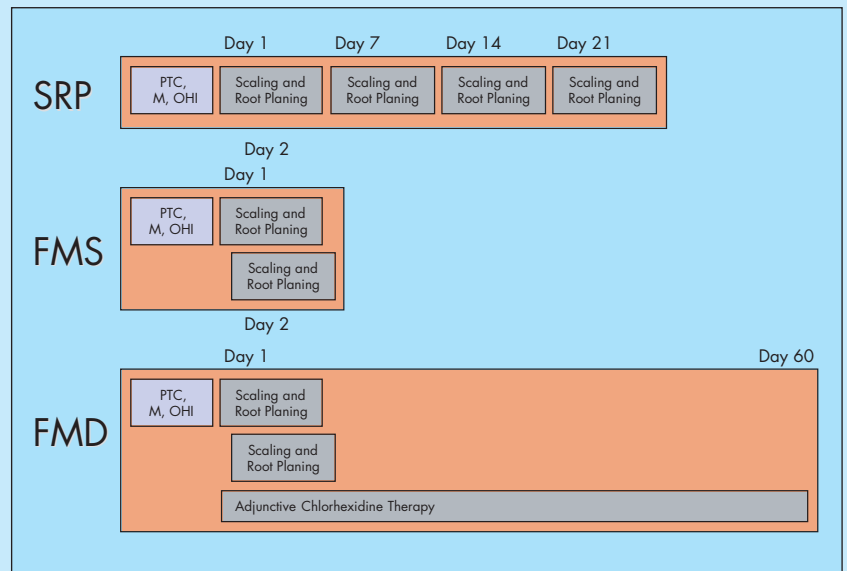 Day 1 Day 7 Day 14 Day 21
SRP
PTC,
M, OHI
Scaling and
Root Planing
Scaling and
Root Planing
Scaling and
Root Planing
Scaling and
Root Planing
Day 2
Day 1
FMS
PTC,
M, OHI
Scaling and
Root Planing
Scaling and
Root Planing
Day 2
Day 1 Day 60
FMD
PTC,
M, OHI
Scaling and
Root Planing
Scaling and
Root Planing
Adjunctive Chlorhexidine Therapy